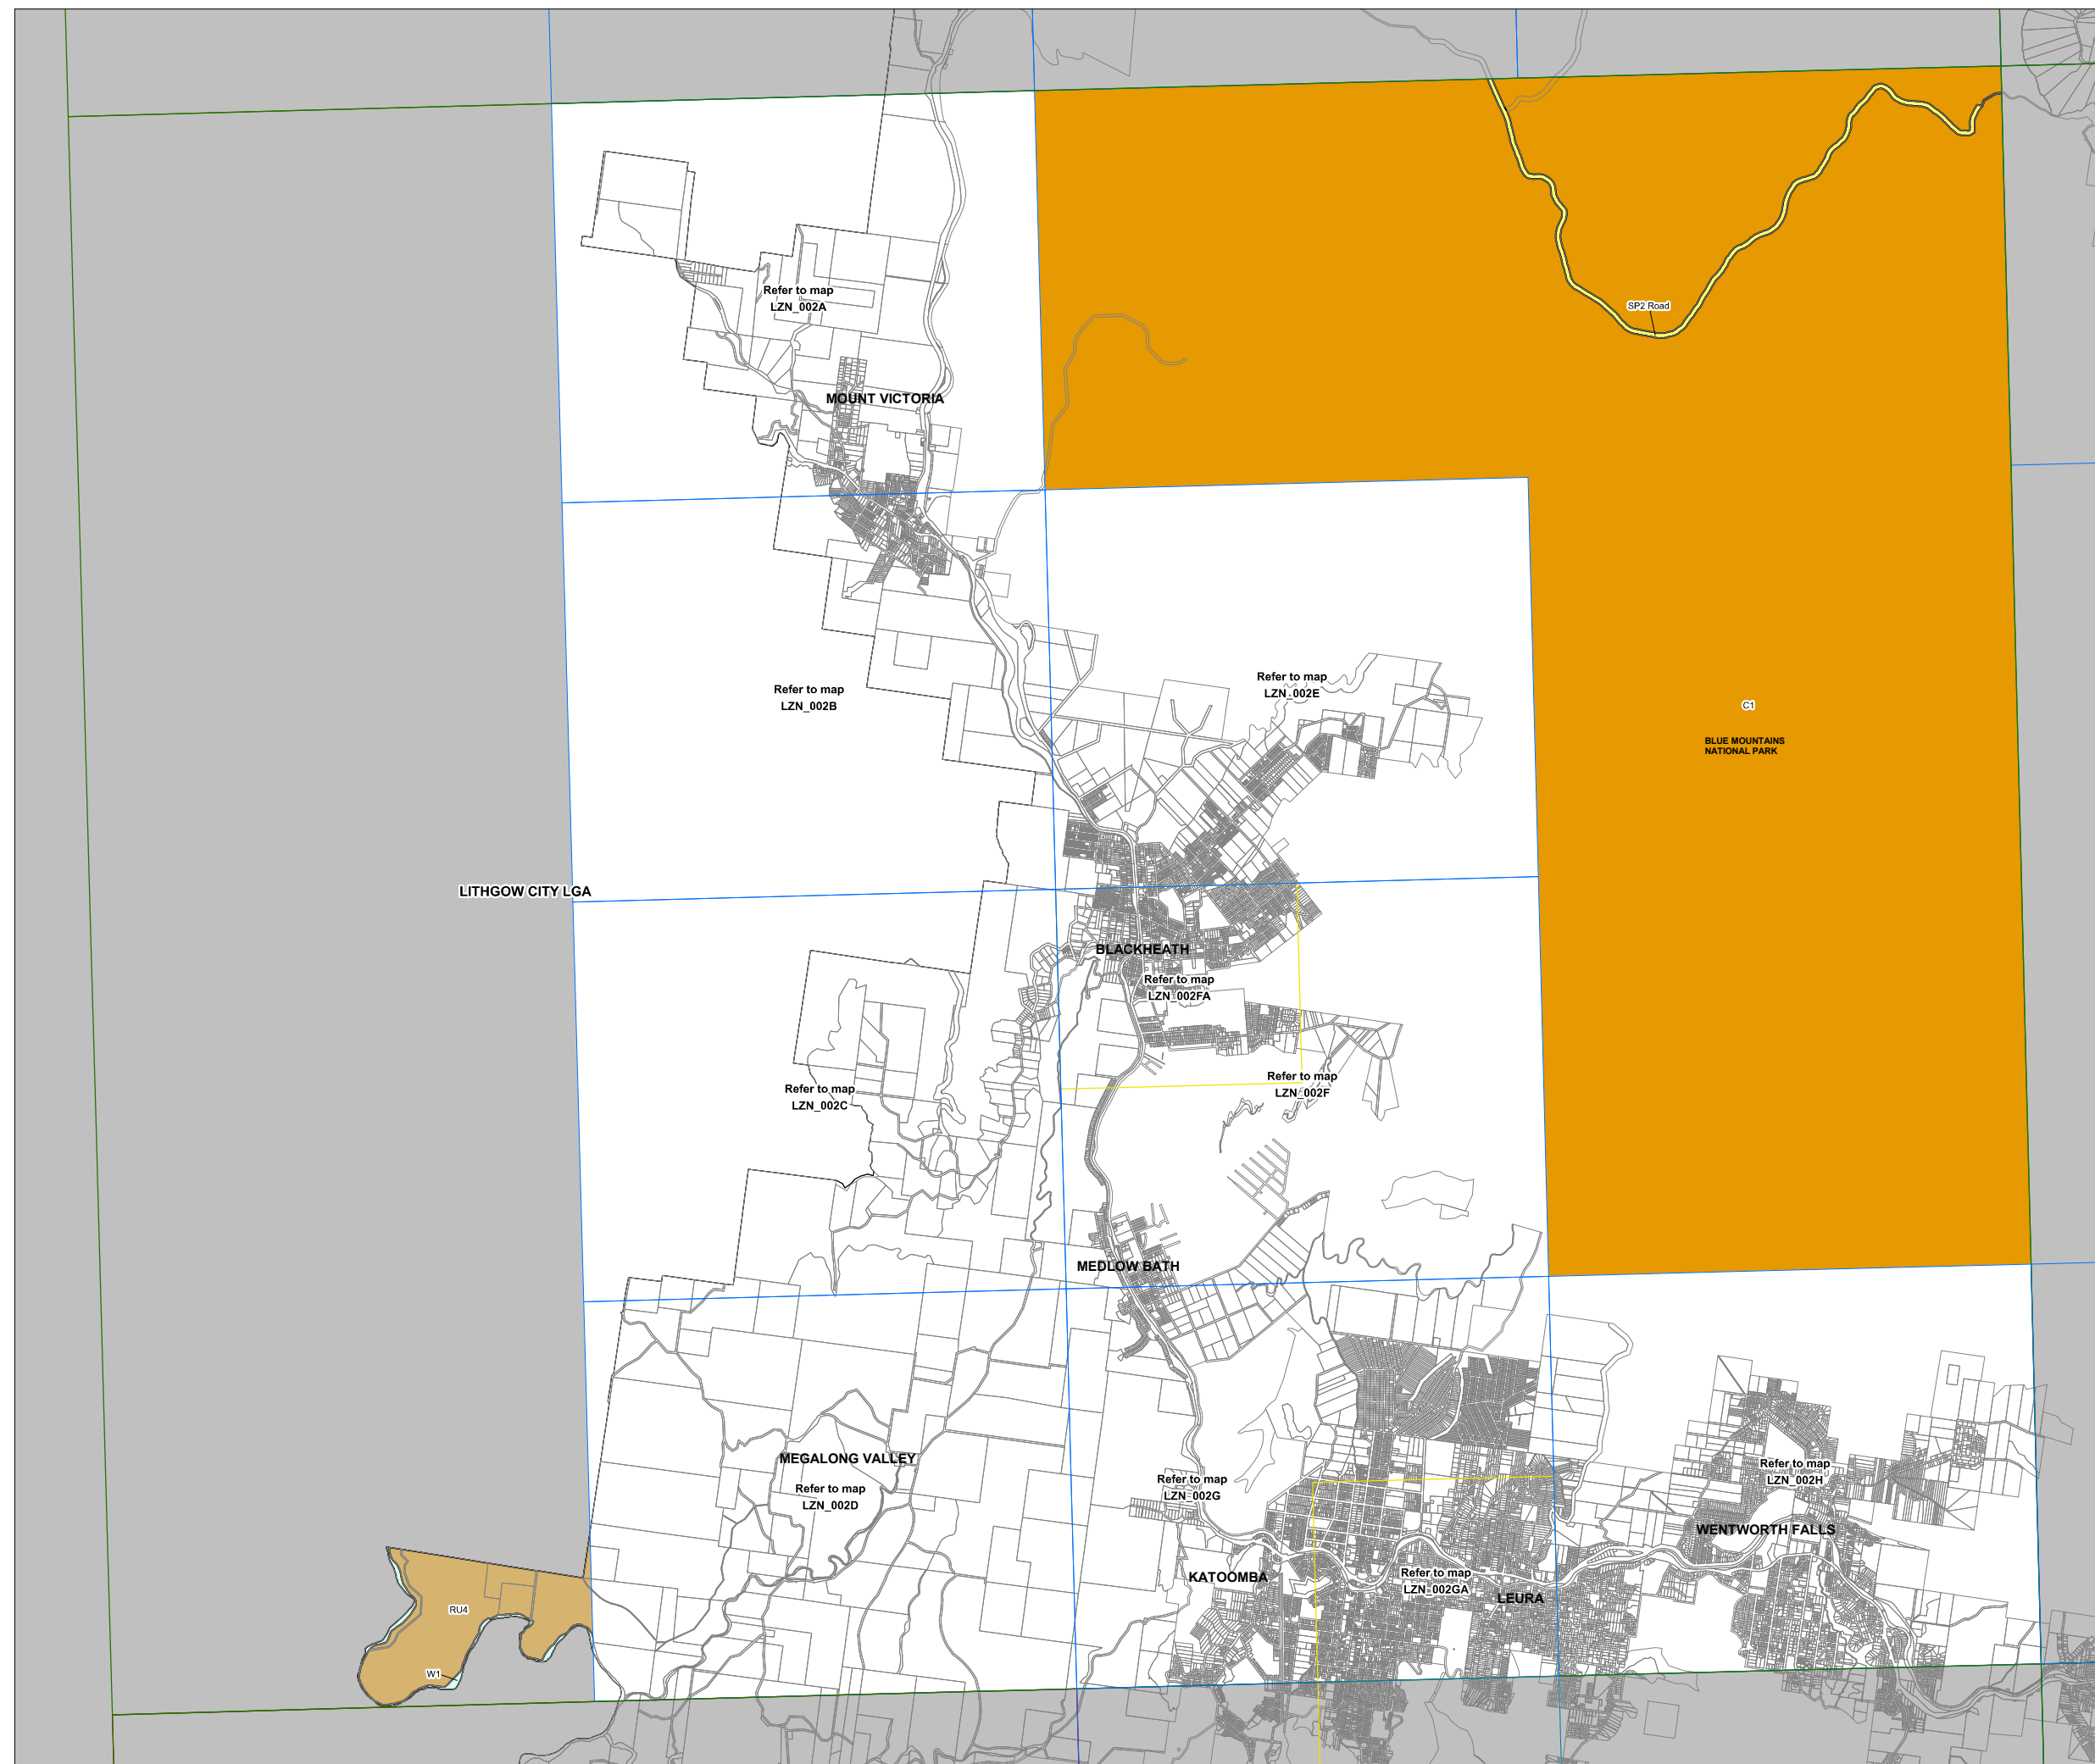 Refer to map
LZN_002A
SP2 Road
MOUNT VICTORIA
Refer to map
LZN_002B
Refer to map
LZN_002E
C1
BLUE MOUNTAINS
NATIONAL PARK
LITHGOW CITY LGA
BLACKHEATH
Refer to map
LZN_002FA
Refer to map
LZN_002C
Refer to map
LZN_002F
MEDLOW BATH
MEGALONG VALLEY
Refer to map
LZN_002D
Refer to map
LZN_002G
Refer to map
LZN_002H
WENTWORTH FALLS
KATOOMBA
Refer to map
LZN_002GA
LEURA
RU4
W1